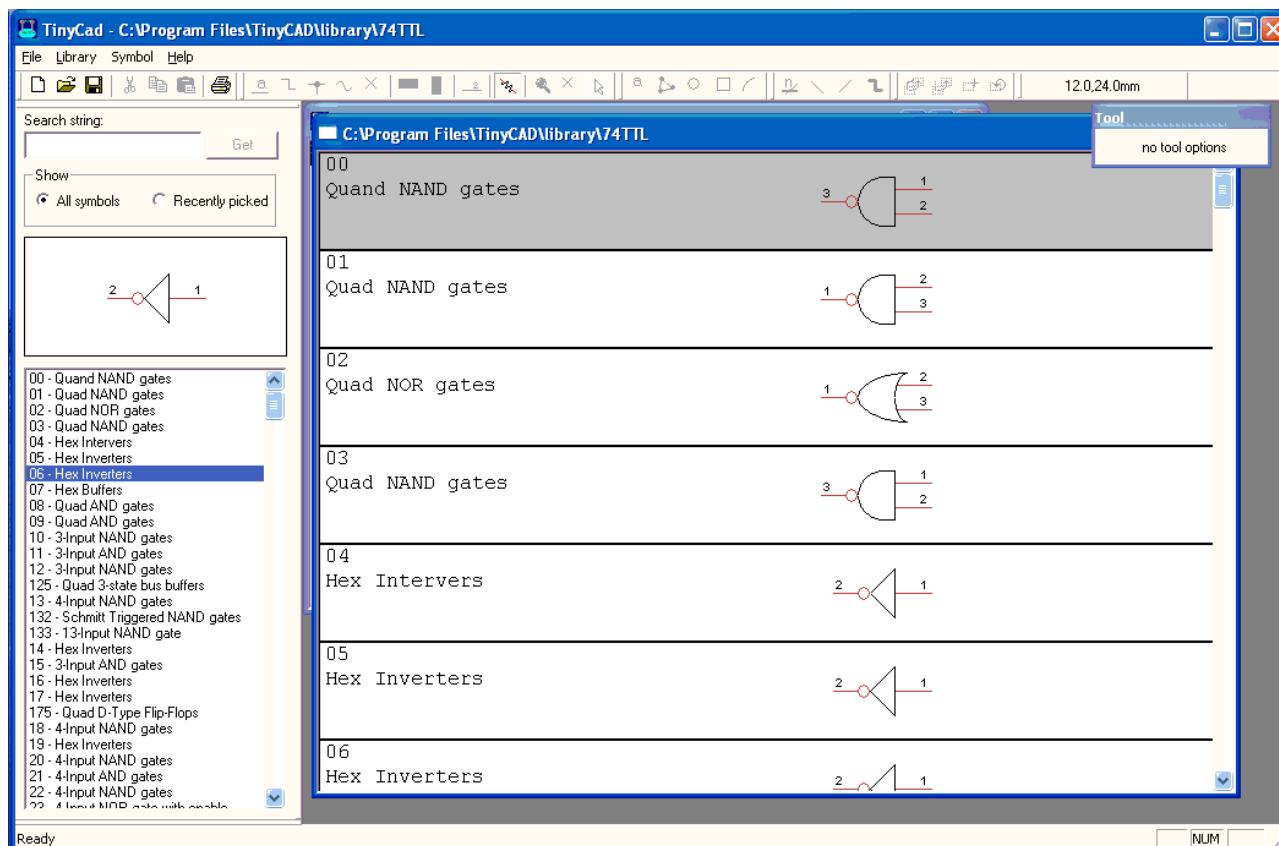 TinyCad - C:\Program Files\TinyCAD\library\74TTL
File Library Symbol Help
12.0,24.0mm
Search string:
Get
Show
All symbols Recently picked
2 1
00 - Quand NAND gates
01 - Quad NAND gates
02 - Quad NOR gates
03 - Quad NAND gates
04 - Hex Intervers
05 - Hex Inverters
06 - Hex Inverters
07 - Hex Buffers
08 - Quad AND gates
09 - Quad AND gates
10 - 3-Input NAND gates
11 - 3-Input AND gates
12 - 3-Input NAND gates
125 - Quad 3-state bus buffers
13 - 4-Input NAND gates
132 - Schmitt Triggered NAND gates
133 - 13-Input NAND gate
14 - Hex Inverters
15 - 3-Input AND gates
16 - Hex Inverters
17 - Hex Inverters
175 - Quad D-Type Flip-Flops
18 - 4-Input NAND gates
19 - Hex Inverters
20 - 4-Input NAND gates
21 - 4-Input AND gates
22 - 4-Input NAND gates
23 - 4-Input NOR gate with enable
C:\Program Files\TinyCAD\library\74TTL
00
Quand NAND gates
3 1
2
01
Quad NAND gates
1 2
3
02
Quad NOR gates
1 2
3
03
Quad NAND gates
3 1
2
04
Hex Intervers
2 1
05
Hex Inverters
2 1
06
Hex Inverters
2 1
Tool
no tool options
Ready
NUM